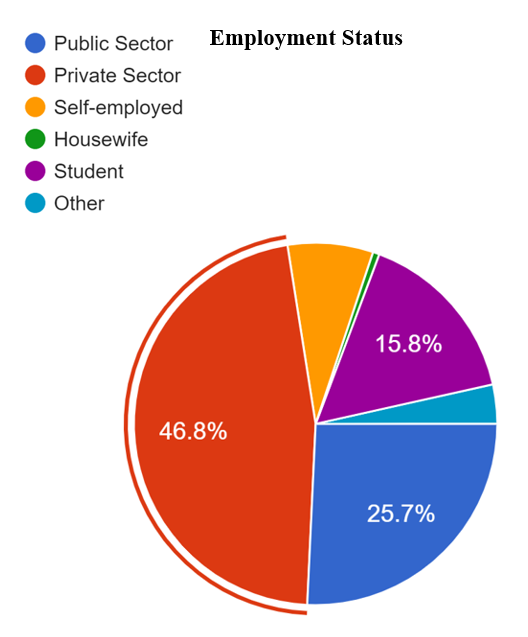 Employment Status
Public Sector
Private Sector
Self-employed
Housewife
Student
Other
15.8%
46.8%
25.7%